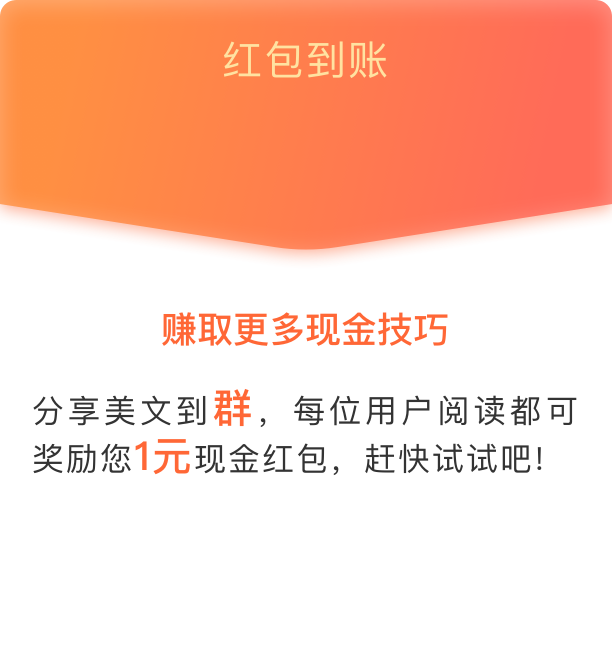 红包到账
赚取更多现金技巧
分享美文到群，每位用户阅读都可
奖励您1元现金红包，赶快试试吧!